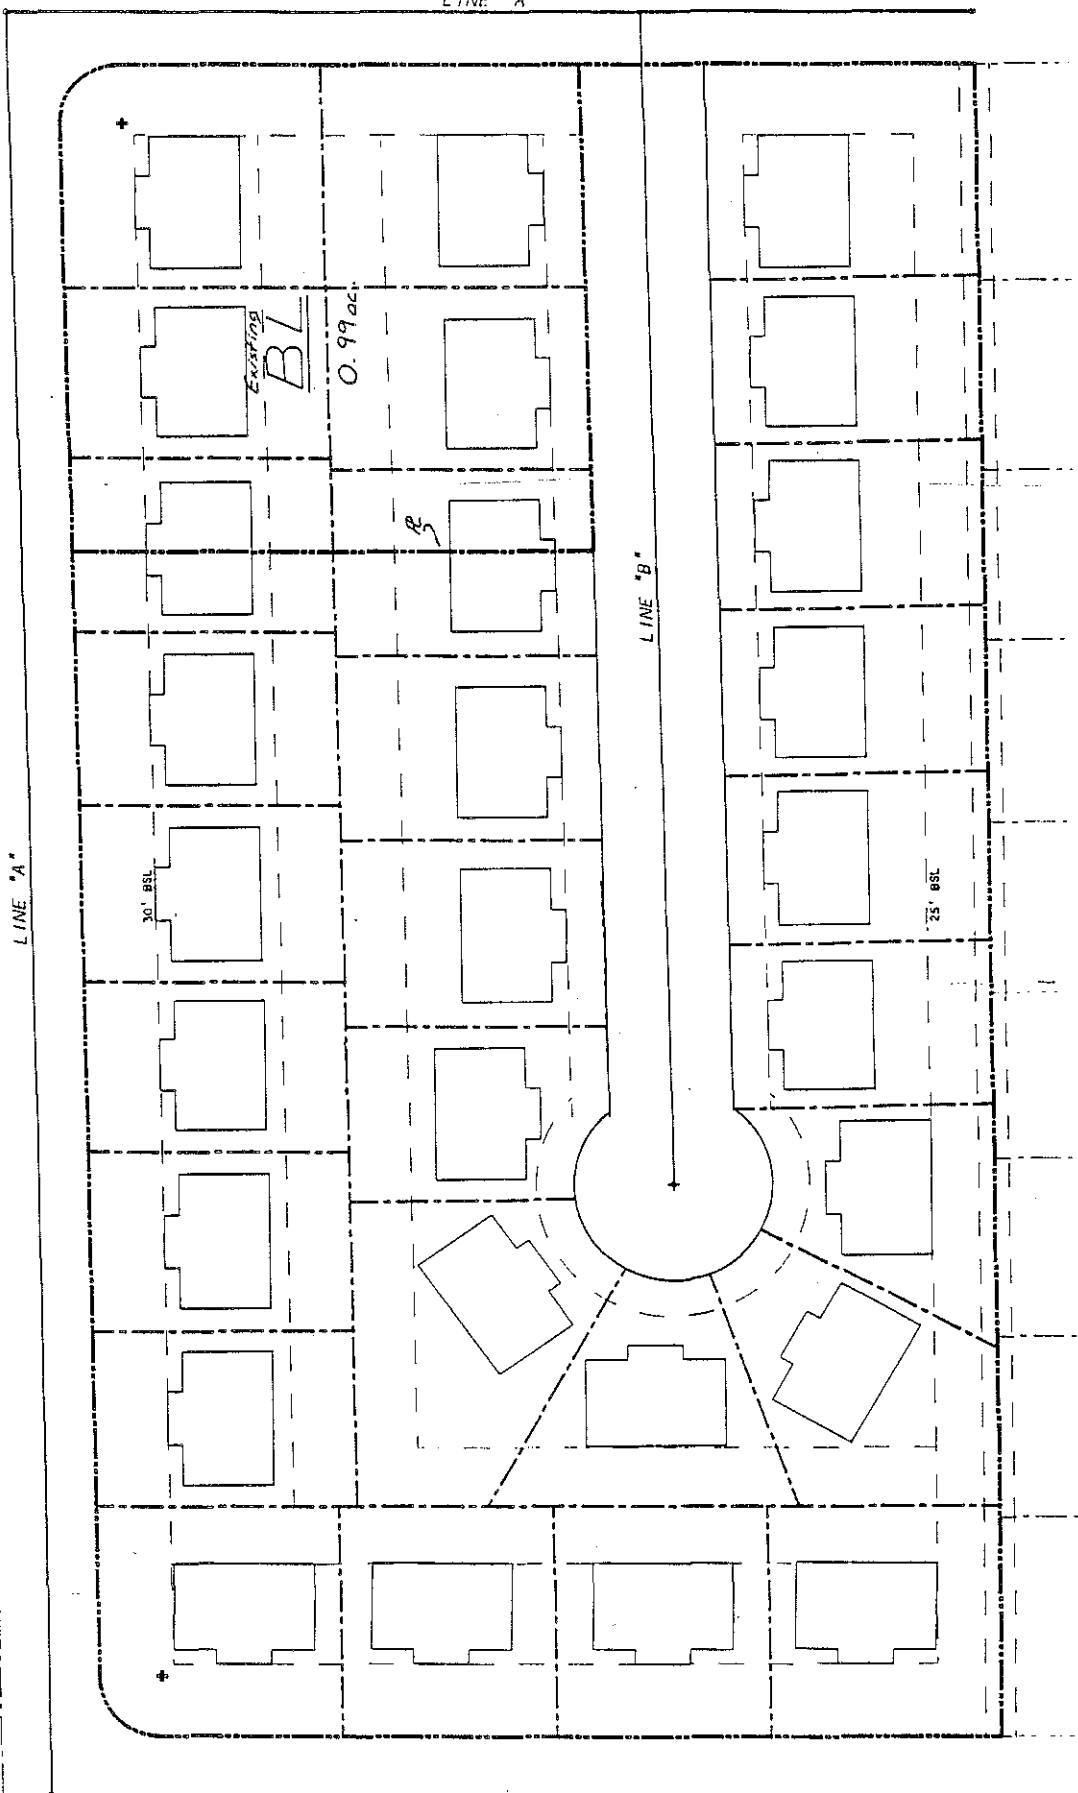 LINE "A"
Existing
BL
0.99 ac.
LINE "B"
LINE "A"
30' BSL
25' BSL